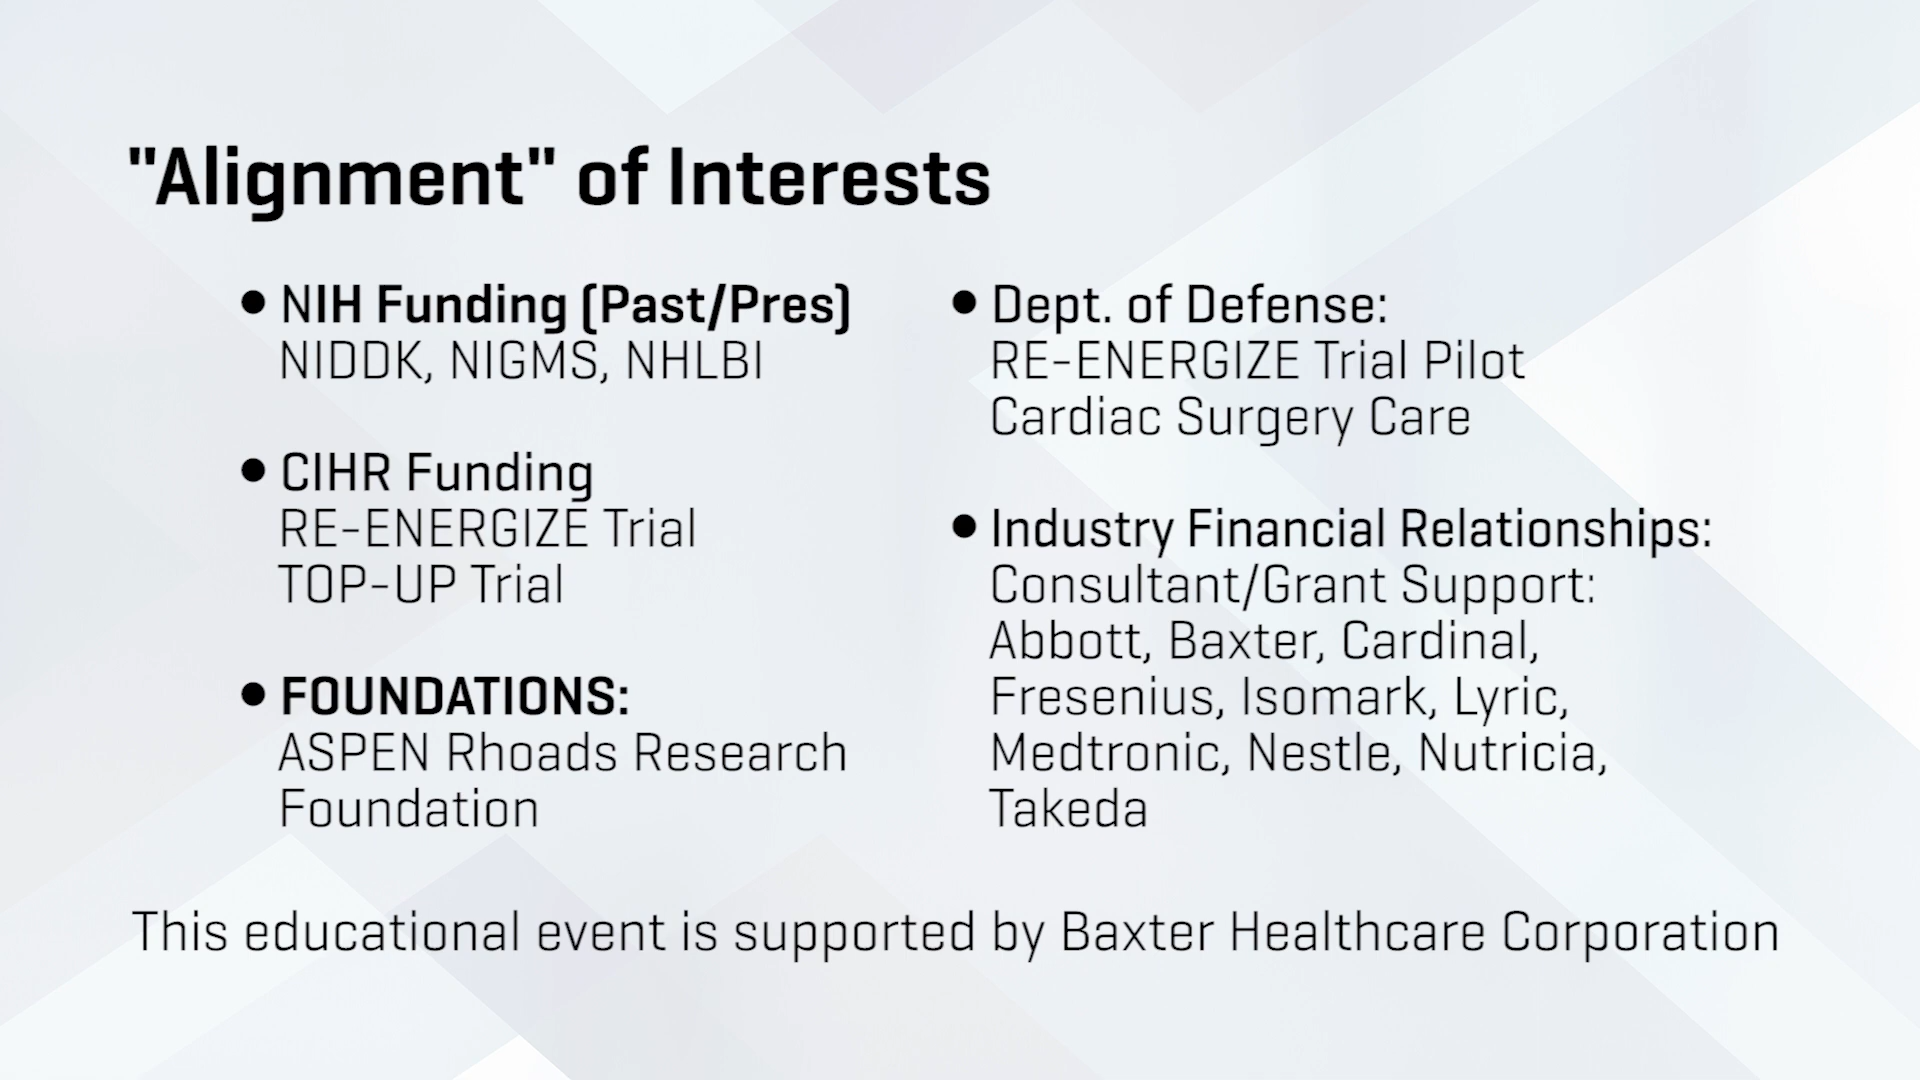 "Alignment" of Interests
• NIH Funding (Past/Pres)
NIDDK, NIGMS, NHLBI
• CIHR Funding
RE-ENERGIZE Trial
TOP-UP Trial
• FOUNDATIONS:
ASPEN Rhoads Research
Foundation
• Dept. of Defense:
RE-ENERGIZE Trial Pilot
Cardiac Surgery Care
• Industry Financial Relationships:
Consultant/Grant Support:
Abbott, Baxter, Cardinal,
Fresenius, Isomark, Lyric,
Medtronic, Nestle, Nutricia,
Takeda
This educational event is supported by Baxter Healthcare Corporation